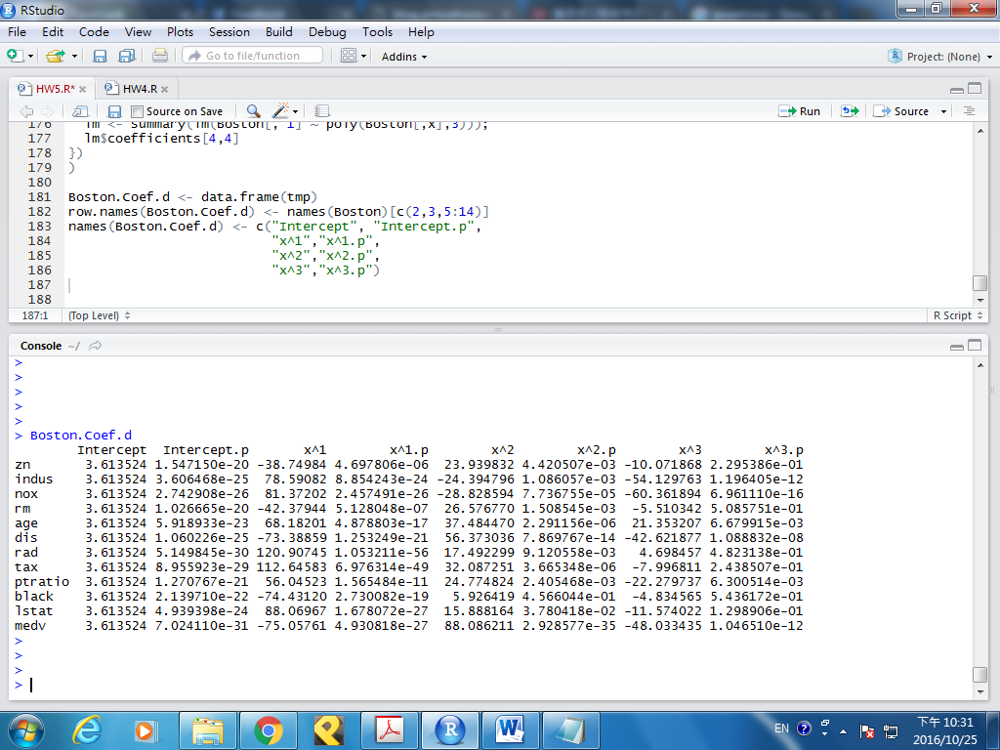 RStudio
File Edit Code View Plots Session Build Debug Tools Help
Go to file/function Addins Project: (None)
HW5.R* HW4.R
Source on Save Run Source
176 lm <- summary(lm(Boston[, 1] ~ poly(Boston[,x],3)));
177 lm$coefficients[4,4]
178 })
179 )
180
181 Boston.Coef.d <- data.frame(tmp)
182 row.names(Boston.Coef.d) <- names(Boston)[c(2,3,5:14)]
183 names(Boston.Coef.d) <- c("Intercept", "Intercept.p",
184 "x^1","x^1.p",
185 "x^2","x^2.p",
186 "x^3","x^3.p")
187
188
187:1 (Top Level) R Script
Console ~/
>
>
>
>
>
> Boston.Coef.d
Intercept Intercept.p x^1 x^1.p x^2 x^2.p x^3 x^3.p
zn 3.613524 1.547150e-20 -38.74984 4.697806e-06 23.939832 4.420507e-03 -10.071868 2.295386e-01
indus 3.613524 3.606468e-25 78.59082 8.854243e-24 -24.394796 1.086057e-03 -54.129763 1.196405e-12
nox 3.613524 2.742908e-26 81.37202 2.457491e-26 -28.828594 7.736755e-05 -60.361894 6.961110e-16
rm 3.613524 1.026665e-20 -42.37944 5.128048e-07 26.576770 1.508545e-03 -5.510342 5.085751e-01
age 3.613524 5.918933e-23 68.18201 4.878803e-17 37.484470 2.291156e-06 21.353207 6.679915e-03
dis 3.613524 1.060226e-25 -73.38859 1.253249e-21 56.373036 7.869767e-14 -42.621877 1.088832e-08
rad 3.613524 5.149845e-30 120.90745 1.053211e-56 17.492299 9.120558e-03 4.698457 4.823138e-01
tax 3.613524 8.955923e-29 112.64583 6.976314e-49 32.087251 3.665348e-06 -7.996811 2.438507e-01
ptratio 3.613524 1.270767e-21 56.04523 1.565484e-11 24.774824 2.405468e-03 -22.279737 6.300514e-03
black 3.613524 2.139710e-22 -74.43120 2.730082e-19 5.926419 4.566044e-01 -4.834565 5.436172e-01
lstat 3.613524 4.939398e-24 88.06967 1.678072e-27 15.888164 3.780418e-02 -11.574022 1.298906e-01
medv 3.613524 7.024110e-31 -75.05761 4.930818e-27 88.086211 2.928577e-35 -48.033435 1.046510e-12
>
>
>
>
EN 下午 10:31
2016/10/25